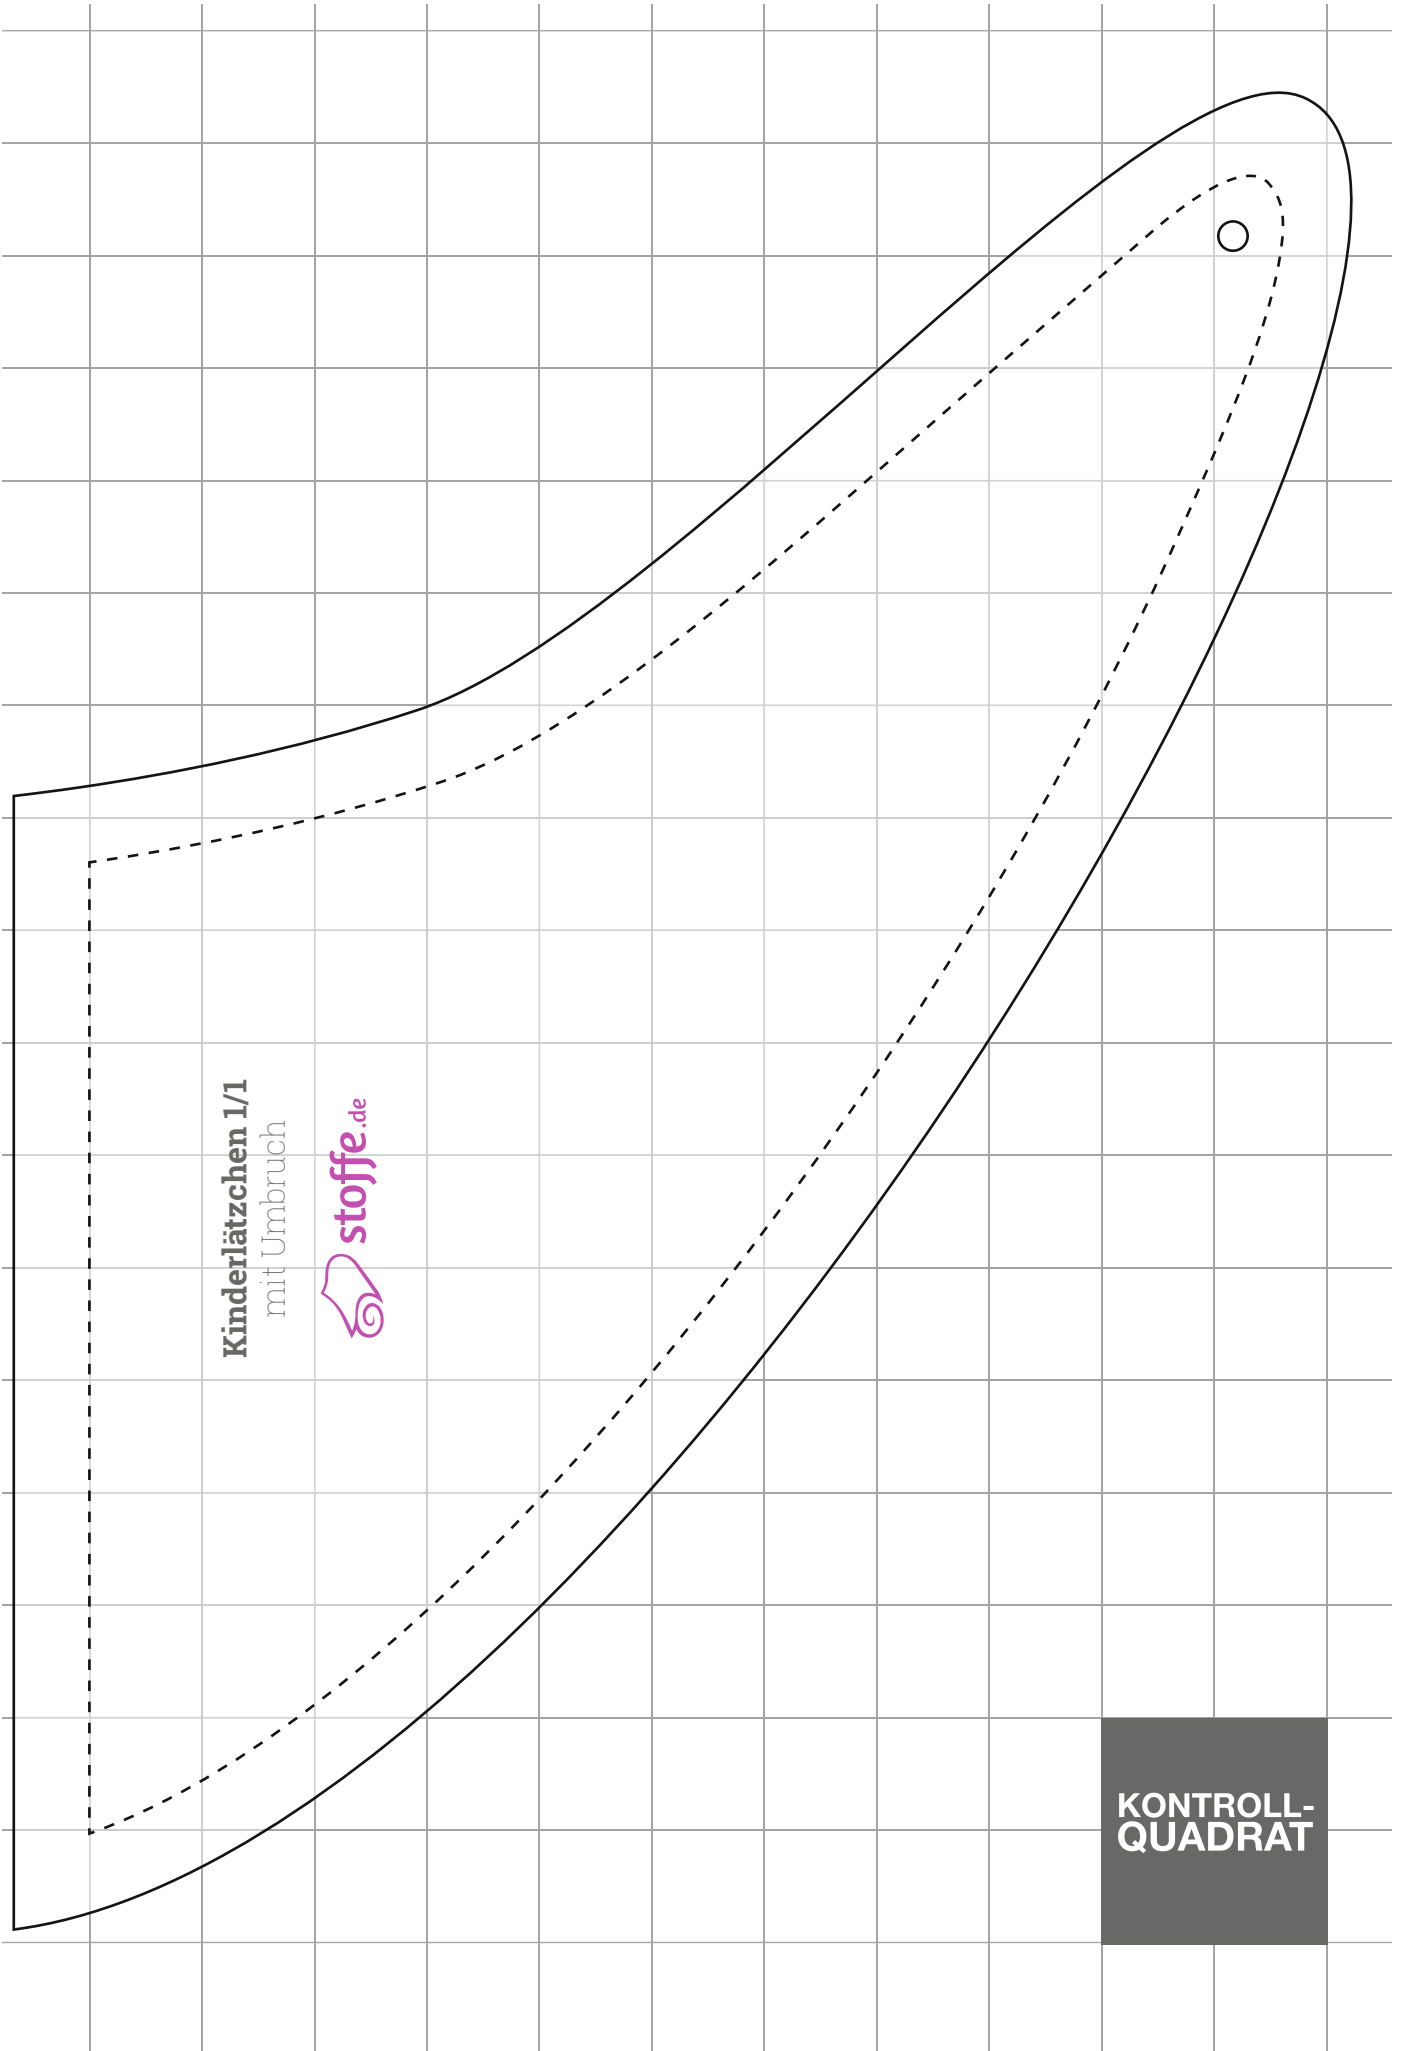 Kinderlätzchen 1/1
mit Umbruch
stoffe.de
KONTROLL-
QUADRAT